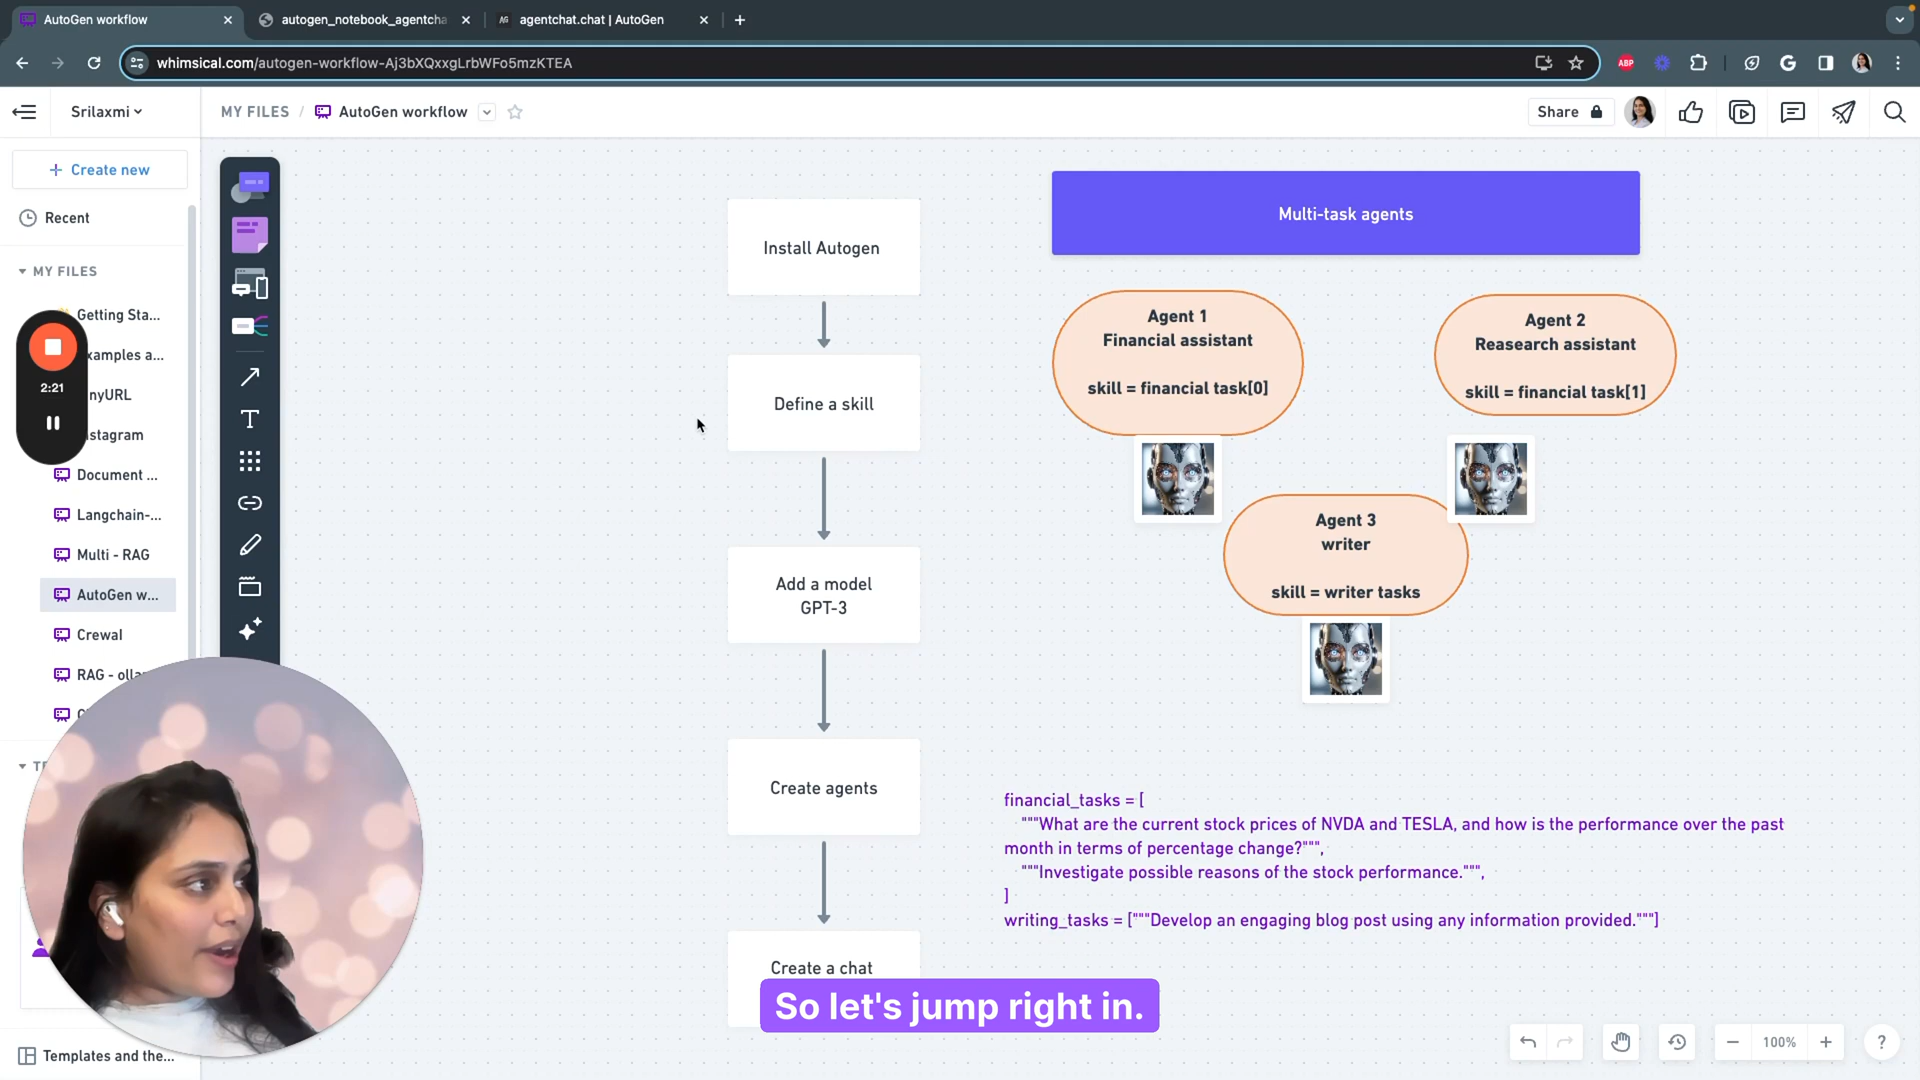 AutoGen workflow
autogen_notebook_agentcha
agentchat.chat | AutoGen
whimsical.com/autogen-workflow-Aj3bXQxxgLrbWFo5mzKTEA
ABP
Srilaxmi
MY FILES / AutoGen workflow
Share
+ Create new
Recent
MY FILES
Getting Sta...
xamples a...
nyURL
stagram
Document ...
Langchain-...
Multi - RAG
AutoGen w...
Crewal
RAG - olla
Templates and the...
2:21
Install Autogen
Define a skill
Add a model
GPT-3
Create agents
Create a chat
Multi-task agents
Agent 1
Financial assistant
skill = financial task[0]
Agent 2
Reasearch assistant
skill = financial task[1]
Agent 3
writer
skill = writer tasks
financial_tasks = [
"""What are the current stock prices of NVDA and TESLA, and how is the performance over the past
month in terms of percentage change?""",
"""Investigate possible reasons of the stock performance.""",
]
writing_tasks = ["""Develop an engaging blog post using any information provided."""]
So let's jump right in.
100%
?